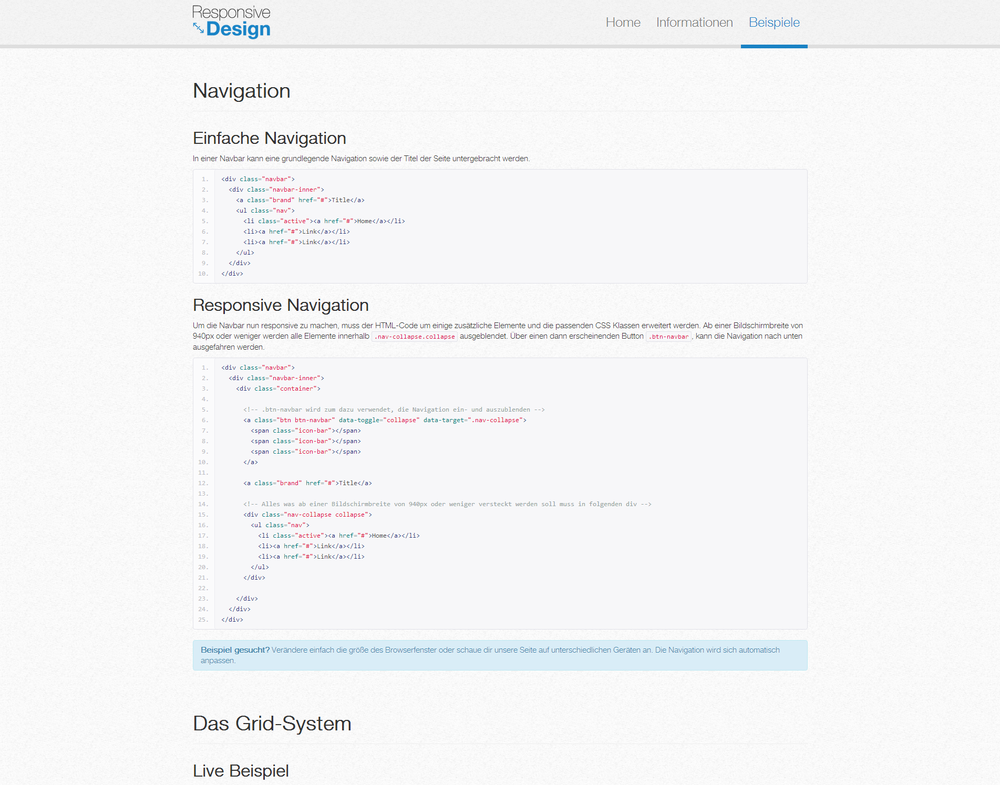 Responsive
Design
Home Informationen Beispiele
Navigation
Einfache Navigation
In einer Navbar kann eine grundlegende Navigation sowie der Titel der Seite untergebracht werden.
1. <div class="navbar">
2.   <div class="navbar-inner">
3.     <a class="brand" href="#">Title</a>
4.     <ul class="nav">
5.       <li class="active"><a href="#">Home</a></li>
6.       <li><a href="#">Link</a></li>
7.       <li><a href="#">Link</a></li>
8.     </ul>
9.   </div>
10. </div>
Responsive Navigation
Um die Navbar nun responsive zu machen, muss der HTML-Code um einige zusätzliche Elemente und die passenden CSS Klassen erweitert werden. Ab einer Bildschirmbreite von
940px oder weniger werden alle Elemente innerhalb .nav-collapse.collapse ausgeblendet. Über einen dann erscheinenden Button .btn-navbar, kann die Navigation nach unten
ausgefahren werden.
1. <div class="navbar">
2.   <div class="navbar-inner">
3.     <div class="container">
4.
5.       <!-- .btn-navbar wird zum dazu verwendet, die Navigation ein- und auszublenden -->
6.       <a class="btn btn-navbar" data-toggle="collapse" data-target=".nav-collapse">
7.         <span class="icon-bar"></span>
8.         <span class="icon-bar"></span>
9.         <span class="icon-bar"></span>
10.       </a>
11.
12.       <a class="brand" href="#">Title</a>
13.
14.       <!-- Alles was ab einer Bildschirmbreite von 940px oder weniger versteckt werden soll muss in folgenden div -->
15.       <div class="nav-collapse collapse">
16.         <ul class="nav">
17.           <li class="active"><a href="#">Home</a></li>
18.           <li><a href="#">Link</a></li>
19.           <li><a href="#">Link</a></li>
20.         </ul>
21.       </div>
22.
23.     </div>
24.   </div>
25. </div>
Beispiel gesucht? Verändere einfach die größe des Browserfenster oder schaue dir unsere Seite auf unterschiedlichen Geräten an. Die Navigation wird sich automatisch
anpassen.
Das Grid-System
Live Beispiel